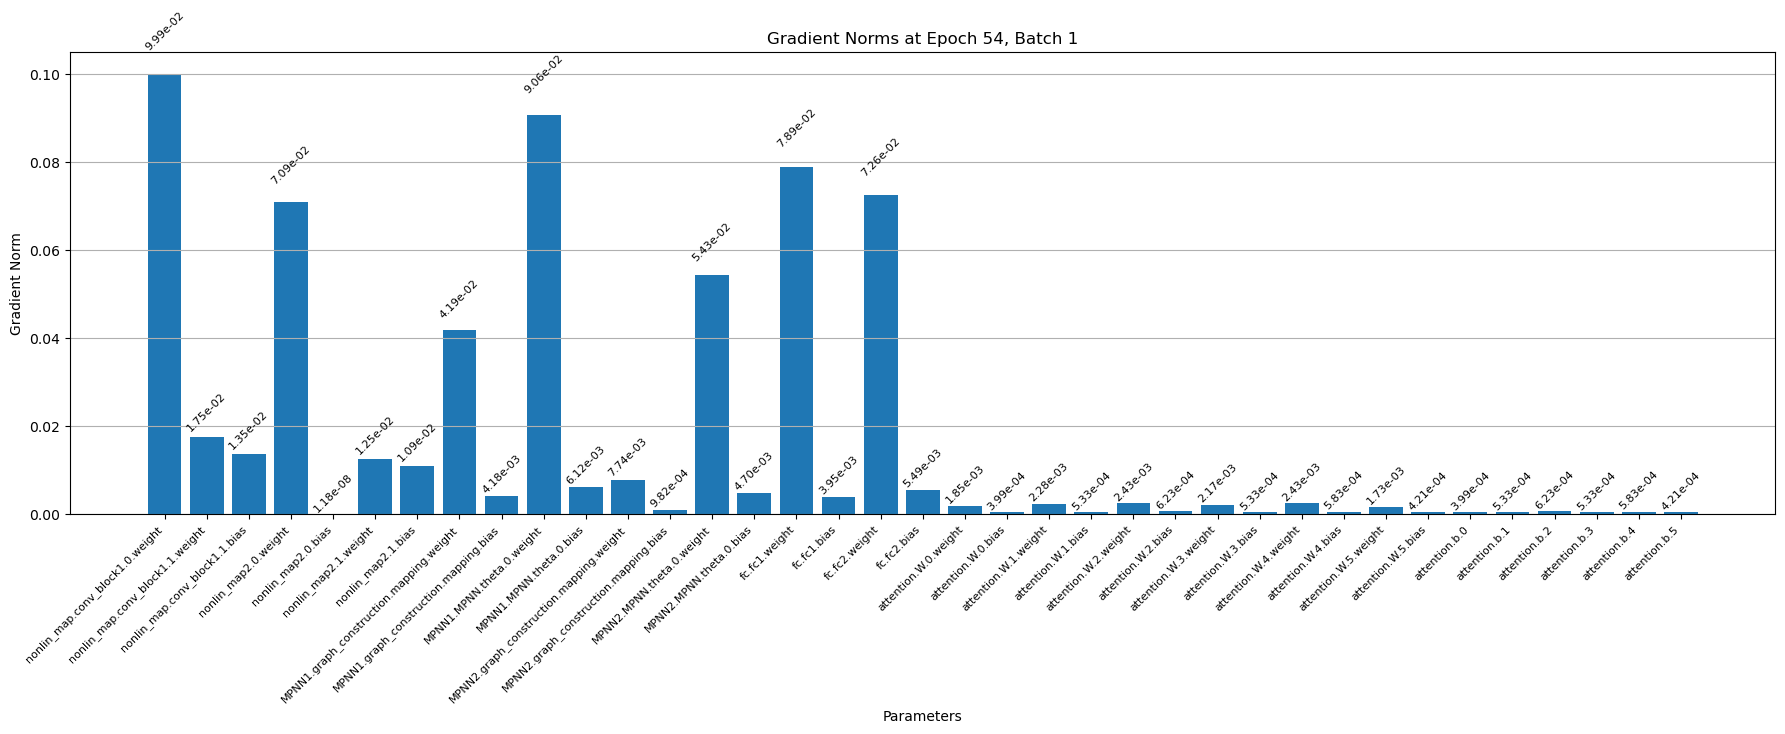 Gradient Norms at Epoch 54, Batch 1
Gradient Norm
0.10
0.08
0.06
0.04
0.02
0.00
9.99e-02
1.75e-02
1.35e-02
7.09e-02
1.18e-08
1.25e-02
1.09e-02
4.19e-02
4.18e-03
9.06e-02
6.12e-03
7.74e-03
9.82e-04
5.43e-02
4.70e-03
7.89e-02
3.95e-03
7.26e-02
5.49e-03
1.85e-03
3.99e-04
2.28e-03
5.33e-04
2.43e-03
6.23e-04
2.17e-03
5.33e-04
2.43e-03
5.83e-04
1.73e-03
4.21e-04
3.99e-04
5.33e-04
6.23e-04
5.33e-04
5.83e-04
4.21e-04
nonlin_map.conv_block1.0.weight
nonlin_map.conv_block1.1.weight
nonlin_map.conv_block1.1.bias
nonlin_map2.0.weight
nonlin_map2.0.bias
nonlin_map2.1.weight
nonlin_map2.1.bias
MPNN1.graph_construction.mapping.weight
MPNN1.graph_construction.mapping.bias
MPNN1.MPNN.theta.0.weight
MPNN1.MPNN.theta.0.bias
MPNN2.graph_construction.mapping.weight
MPNN2.graph_construction.mapping.bias
MPNN2.MPNN.theta.0.weight
MPNN2.MPNN.theta.0.bias
fc.fc1.weight
fc.fc1.bias
fc.fc2.weight
fc.fc2.bias
attention.W.0.weight
attention.W.0.bias
attention.W.1.weight
attention.W.1.bias
attention.W.2.weight
attention.W.2.bias
attention.W.3.weight
attention.W.3.bias
attention.W.4.weight
attention.W.4.bias
attention.W.5.weight
attention.W.5.bias
attention.b.0
attention.b.1
attention.b.2
attention.b.3
attention.b.4
attention.b.5
Parameters